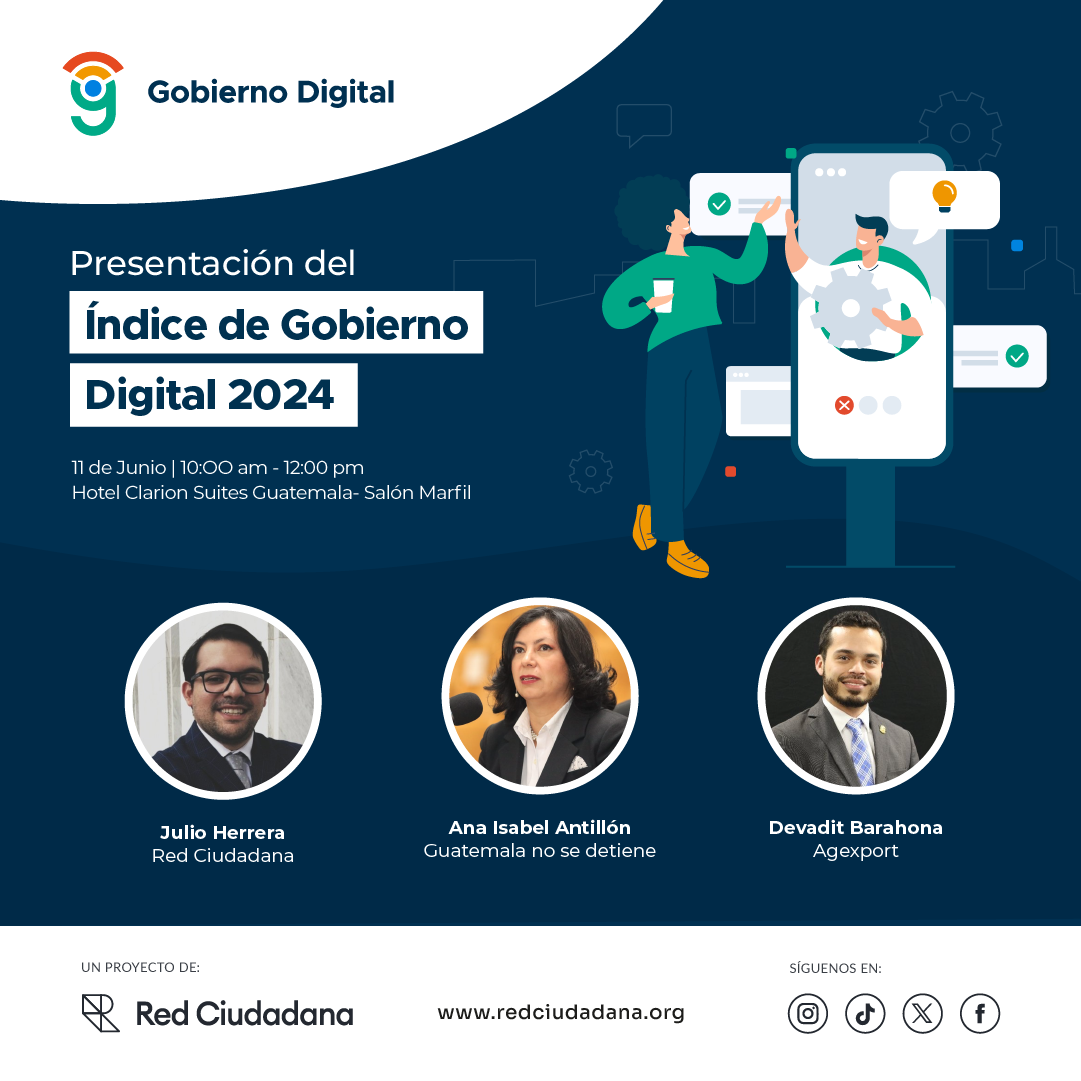 Gobierno Digital
Presentación del
Índice de Gobierno
Digital 2024
11 de Junio | 10:OO am - 12:00 pm
Hotel Clarion Suites Guatemala- Salón Marfil
Julio Herrera
Red Ciudadana
Ana Isabel Antillón
Guatemala no se detiene
Devadit Barahona
Agexport
UN PROYECTO DE:
Red Ciudadana
www.redciudadana.org
SÍGUENOS EN: